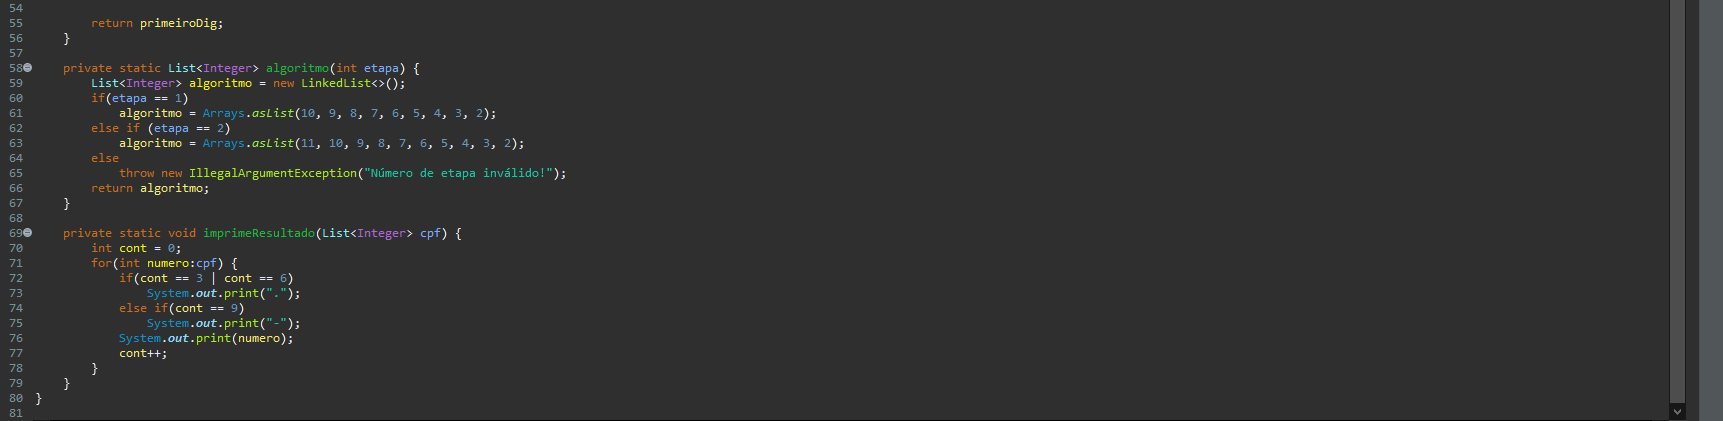 54
55 return primeiroDig;
56 }
57
58 private static List<Integer> algoritmo(int etapa) {
59 List<Integer> algoritmo = new LinkedList<>();
60 if(etapa == 1)
61 algoritmo = Arrays.asList(10, 9, 8, 7, 6, 5, 4, 3, 2);
62 else if (etapa == 2)
63 algoritmo = Arrays.asList(11, 10, 9, 8, 7, 6, 5, 4, 3, 2);
64 else
65 throw new IllegalArgumentException("Número de etapa inválido!");
66 return algoritmo;
67 }
68
69 private static void imprimeResultado(List<Integer> cpf) {
70 int cont = 0;
71 for(int numero:cpf) {
72 if(cont == 3 | cont == 6)
73 System.out.print(".");
74 else if(cont == 9)
75 System.out.print("-");
76 System.out.print(numero);
77 cont++;
78 }
79 }
80 }
81